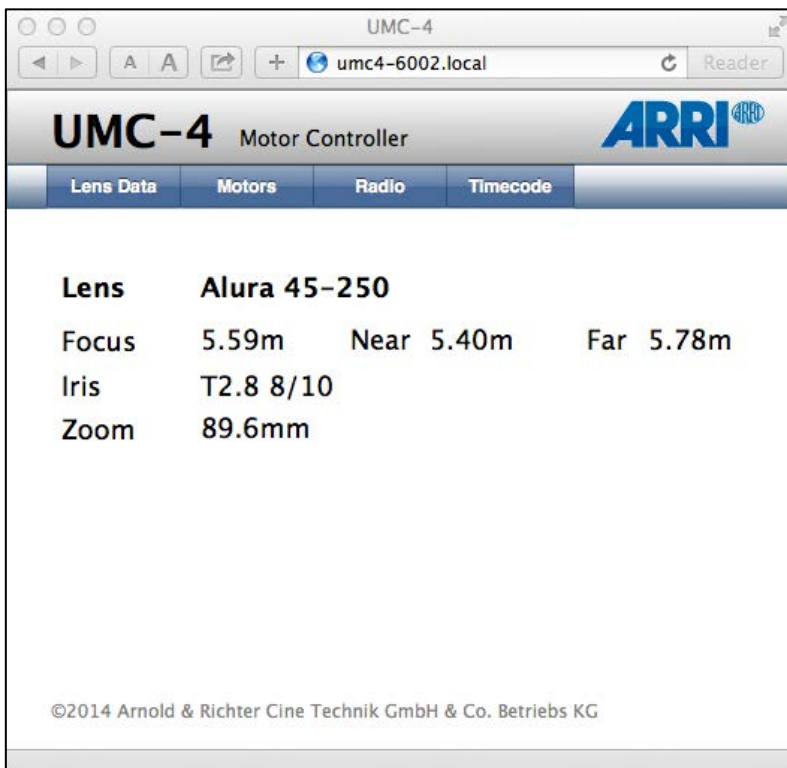 UMC-4
A A + umc4-6002.local Reader
UMC-4 Motor Controller ARRI ARRI
Lens Data Motors Radio Timecode
Lens Alura 45-250
Focus 5.59m Near 5.40m Far 5.78m
Iris T2.8 8/10
Zoom 89.6mm
©2014 Arnold & Richter Cine Technik GmbH & Co. Betriebs KG